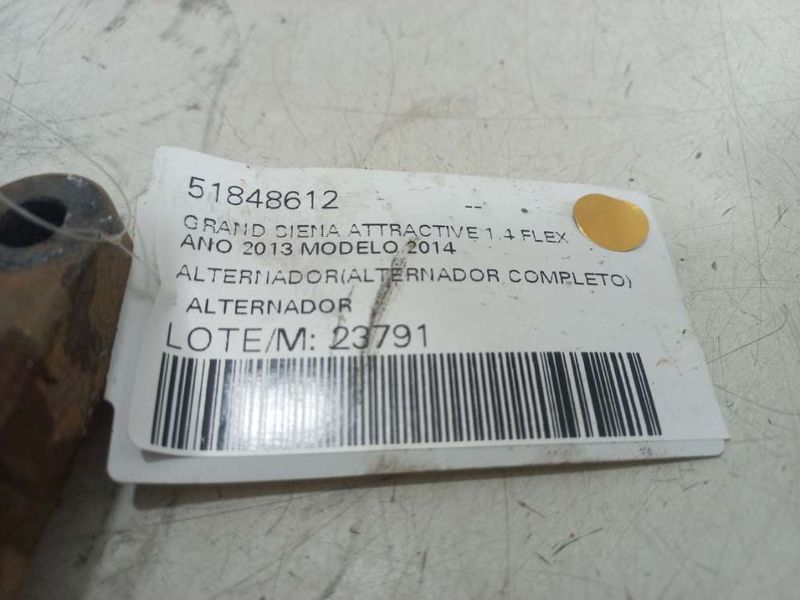 51848612 --
GRAND SIENA ATTRACTIVE 1.4 FLEX
ANO 2013 MODELO 2014
ALTERNADOR(ALTERNADOR COMPLETO)
- ALTERNADOR
LOTE/M: 23791